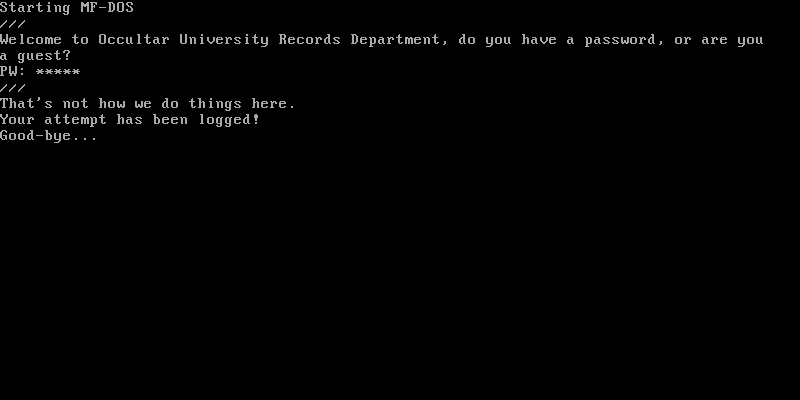 Starting MF-DOS
///
Welcome to Occultar University Records Department, do you have a password, or are you
a guest?
PW: *****
///
That's not how we do things here.
Your attempt has been logged!
Good-bye...